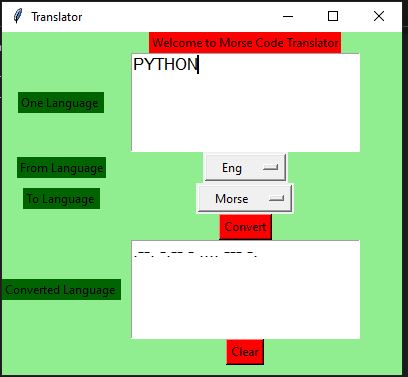 Translator
Welcome to Morse Code Translator
PYTHON
One Language
From Language
Eng
To Language
Morse
Convert
.--. -.-- - .... --- -.
Converted Language
Clear